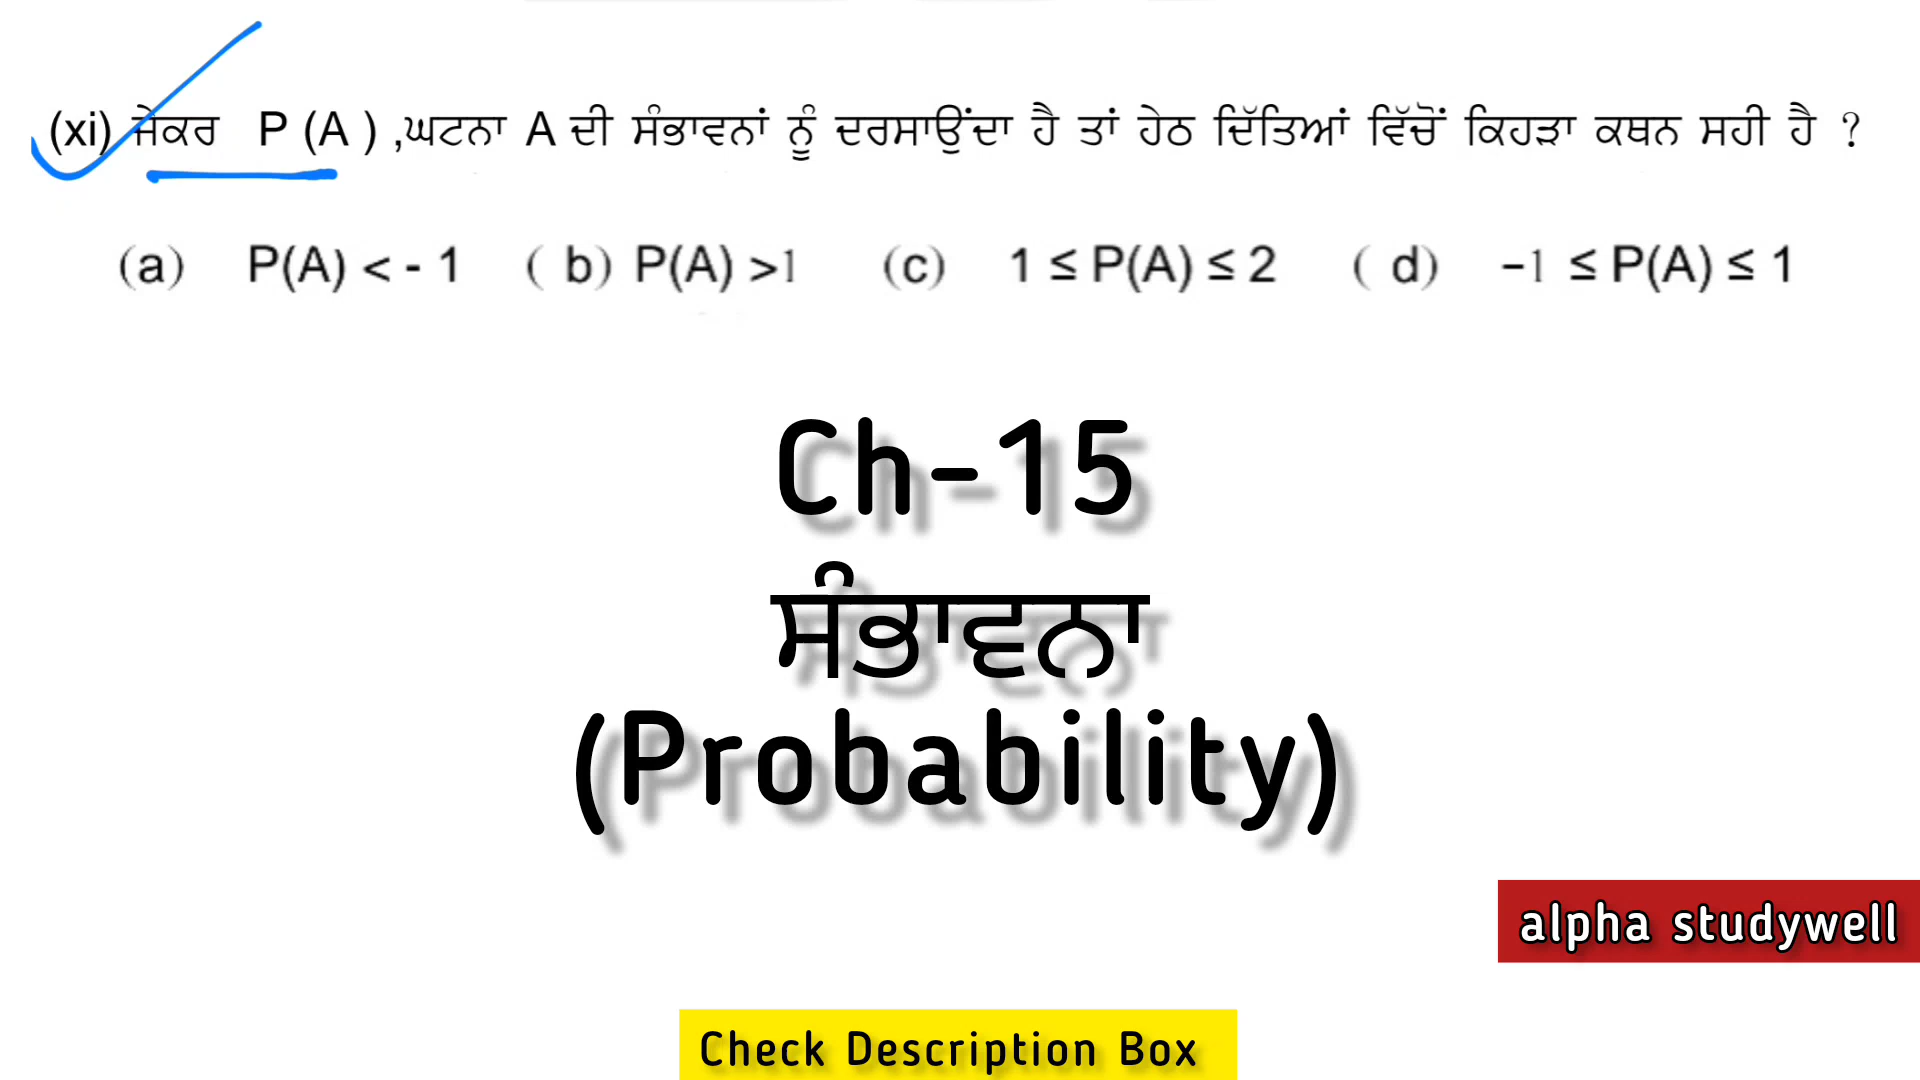 (xi) ਜੇਕਰ P (A ) ,ਘਟਨਾ A ਦੀ ਸੰਭਾਵਨਾਂ ਨੂੰ ਦਰਸਾਉਂਦਾ ਹੈ ਤਾਂ ਹੇਠ ਦਿੱਤਿਆਂ ਵਿੱਚੋਂ ਕਿਹੜਾ ਕਥਨ ਸਹੀ ਹੈ ?
(a) P(A) < - 1 ( b) P(A) >1 (c) 1 ≤ P(A) ≤ 2 ( d) −1 ≤ P(A) ≤ 1
Ch-15
ਸੰਭਾਵਨਾ
(Probability)
alpha studywell
Check Description Box